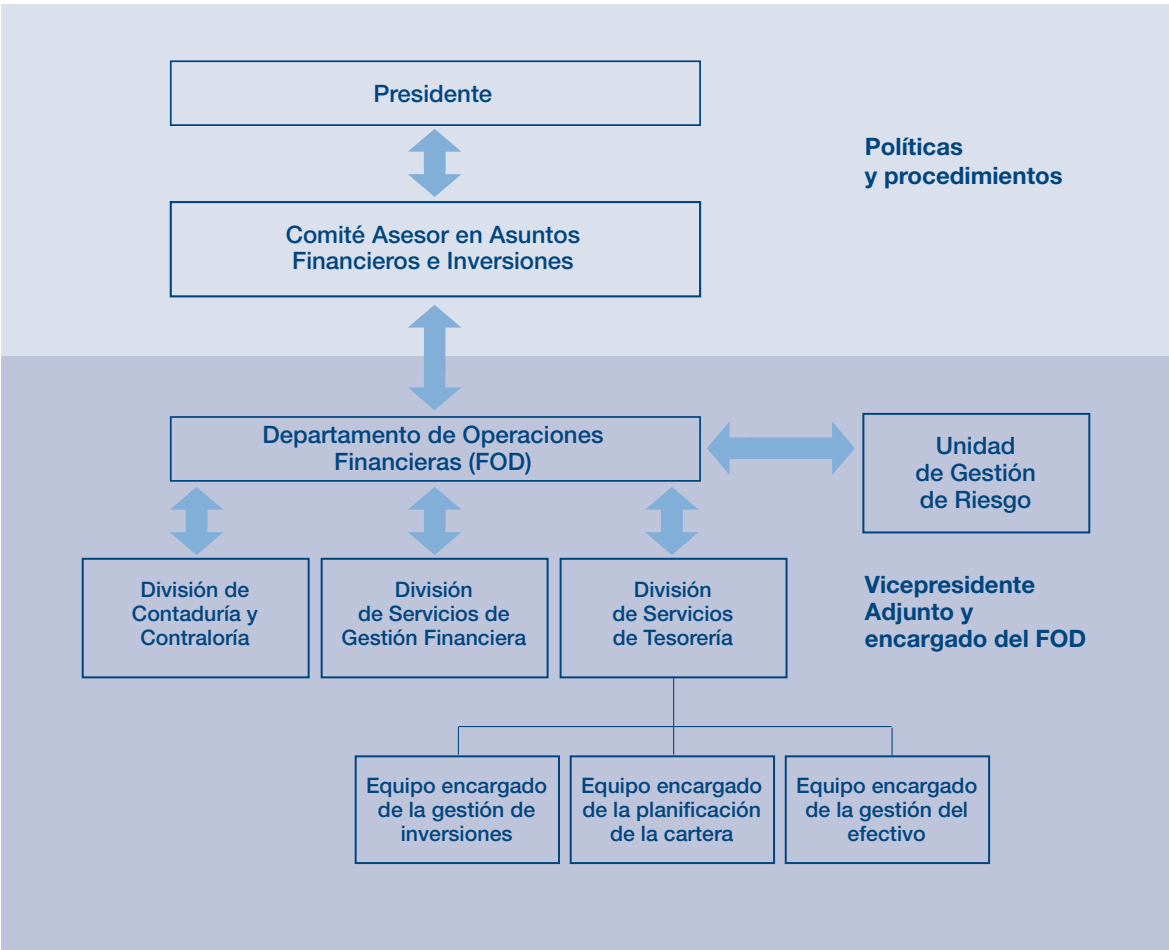 Presidente
Políticas
y procedimientos
Comité Asesor en Asuntos
Financieros e Inversiones
Departamento de Operaciones
Financieras (FOD)
Unidad
de Gestión
de Riesgo
División de
Contaduría y
Contraloría
División
de Servicios de
Gestión Financiera
División
de Servicios
de Tesorería
Vicepresidente
Adjunto y
encargado del FOD
Equipo encargado
de la gestión de
inversiones
Equipo encargado
de la planificación
de la cartera
Equipo encargado
de la gestión del
efectivo